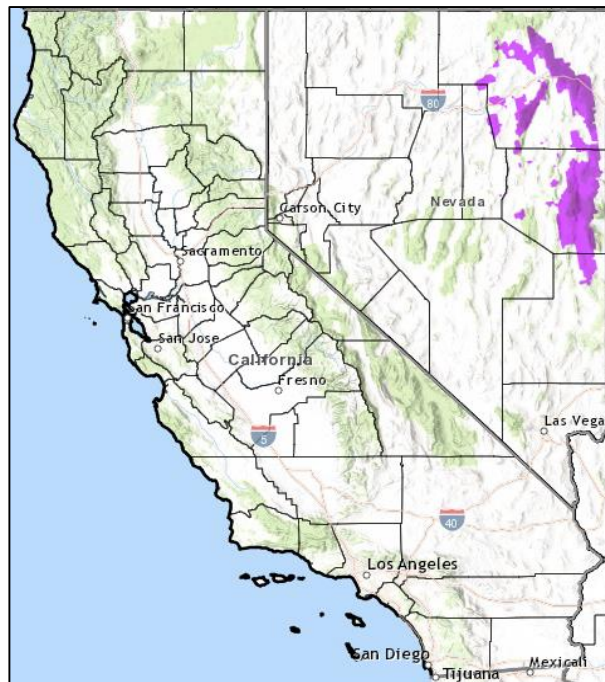 80
Nevada
Carson City
Sacramento
San Francisco
San Jose
California
Fresno
Las Vega
5
40
Los Angeles
San Diego
Mexicali
Tijuana